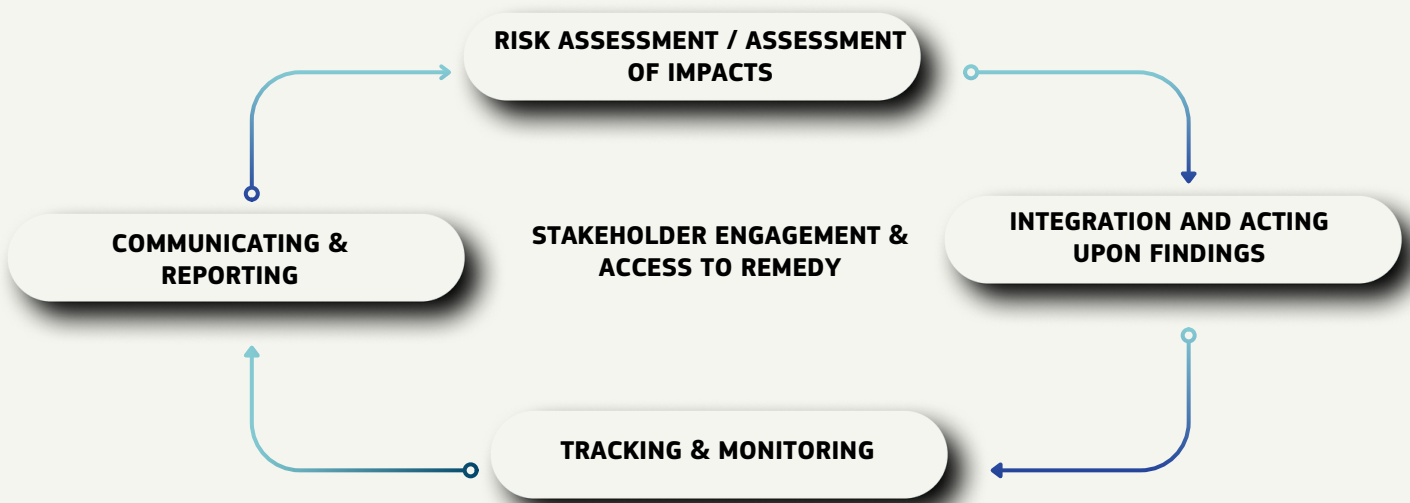 RISK ASSESSMENT / ASSESSMENT
OF IMPACTS
COMMUNICATING &
REPORTING
STAKEHOLDER ENGAGEMENT &
ACCESS TO REMEDY
INTEGRATION AND ACTING
UPON FINDINGS
TRACKING & MONITORING